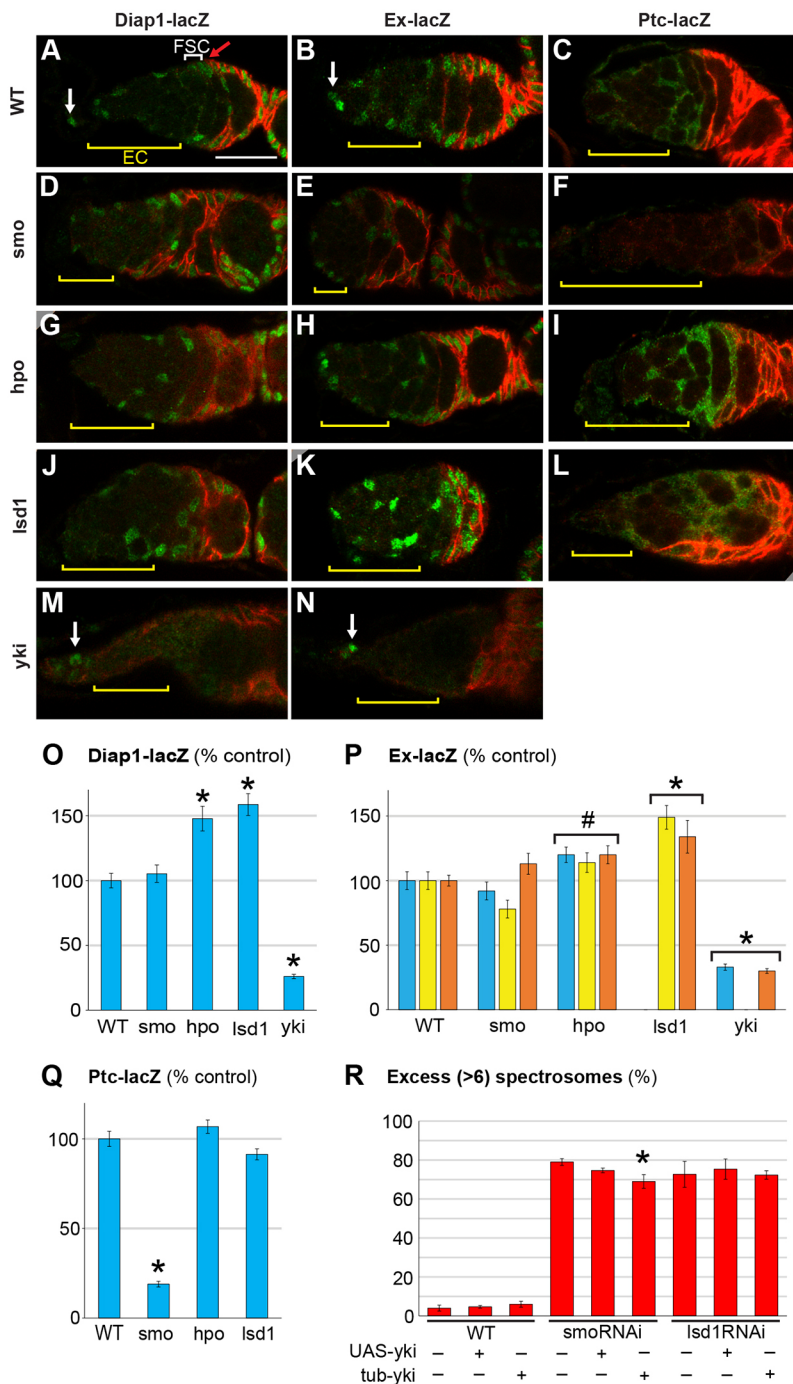 Diap1-lacZ Ex-lacZ Ptc-lacZ
WT
A FSC B C
EC
smo
D E F
hpo
G H I
lsd1
J K L
yki
M N
O Diap1-lacZ (% control)
150
100
50
0
WT smo hpo lsd1 yki
*
*
*
P Ex-lacZ (% control)
150
100
50
0
WT smo hpo lsd1 yki
#
*
*
Q Ptc-lacZ (% control)
100
50
0
WT smo hpo lsd1
*
R Excess (>6) spectrosomes (%)
100
80
60
40
20
0
*
WT smoRNAi lsd1RNAi
UAS-yki – + – – + – – + –
tub-yki – – + – – + – – +